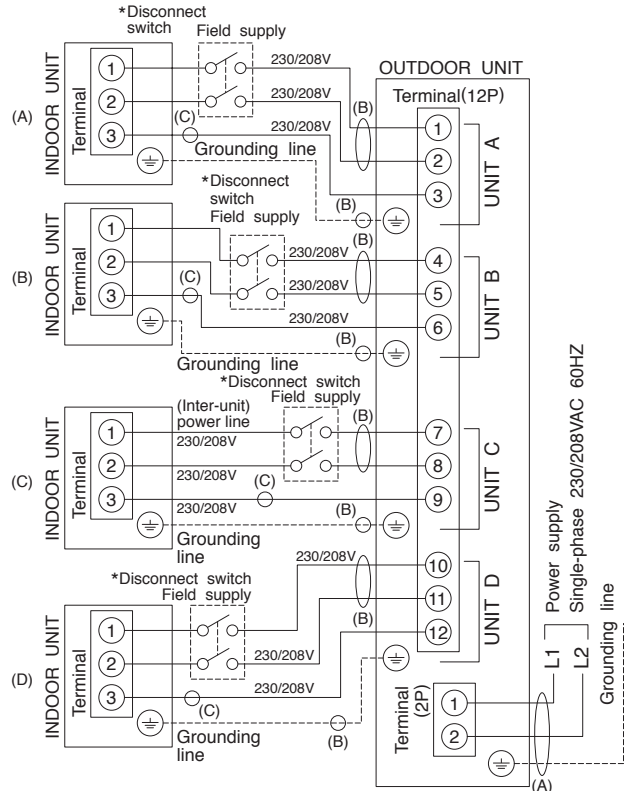 *Disconnect
switch
Field supply
(A)
INDOOR UNIT
Terminal
1
2
3
230/208V
230/208V
(C)
230/208V
Grounding line
(B)
(B)
OUTDOOR UNIT
Terminal(12P)
1
2
3
UNIT A
(B)
INDOOR UNIT
Terminal
1
2
3
*Disconnect
switch
Field supply
230/208V
(C)
230/208V
230/208V
Grounding line
(B)
(B)
4
5
6
UNIT B
(C)
INDOOR UNIT
Terminal
1
2
3
*Disconnect switch
Field supply
(Inter-unit)
power line
230/208V
230/208V
(C)
230/208V
Grounding
line
(B)
(B)
7
8
9
UNIT C
(D)
INDOOR UNIT
Terminal
1
2
3
*Disconnect switch
Field supply
230/208V
230/208V
230/208V
(C)
Grounding
line
(B)
(B)
10
11
12
UNIT D
Terminal
(2P)
1
2
L1
L2
Power supply
Single-phase 230/208VAC 60HZ
Grounding line
(A)